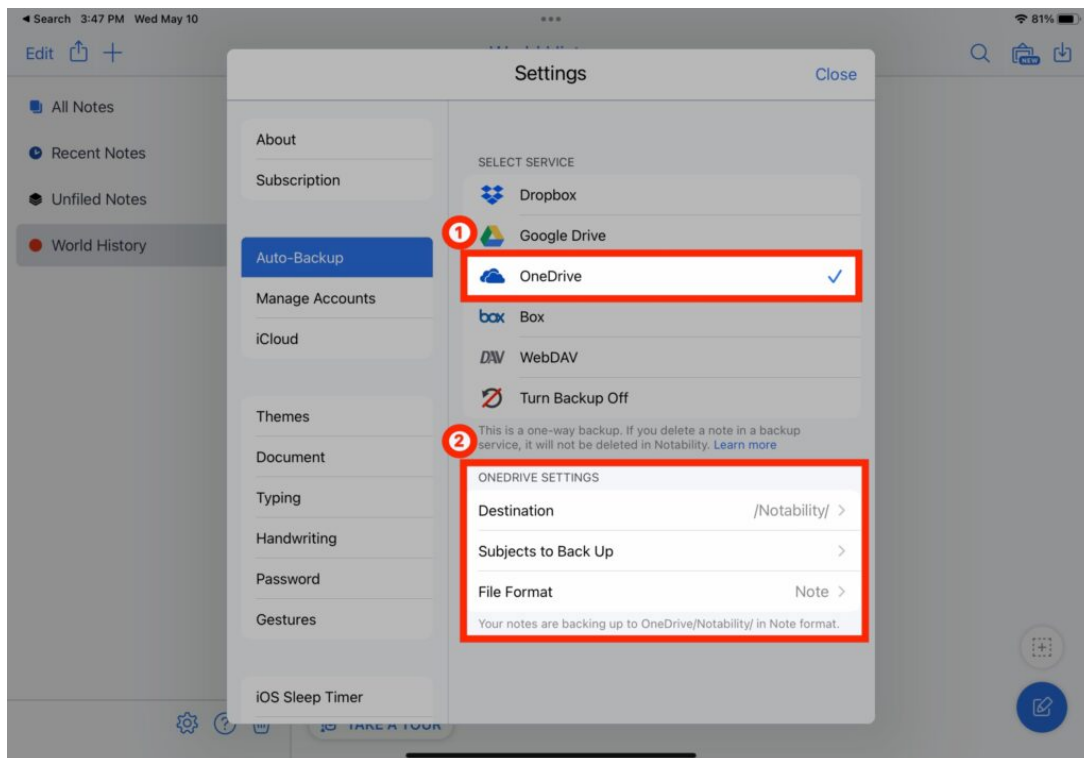 Search 3:47 PM Wed May 10
81%
Edit
NEW
Settings
Close
All Notes
Recent Notes
Unfiled Notes
World History
About
Subscription
Auto-Backup
Manage Accounts
iCloud
Themes
Document
Typing
Handwriting
Password
Gestures
iOS Sleep Timer
SELECT SERVICE
Dropbox
1
Google Drive
OneDrive
box Box
DAV WebDAV
Turn Backup Off
This is a one-way backup. If you delete a note in a backup
2
service, it will not be deleted in Notability. Learn more
ONEDRIVE SETTINGS
Destination /Notability/
Subjects to Back Up
File Format Note
Your notes are backing up to OneDrive/Notability/ in Note format.
TAKE A TOUR